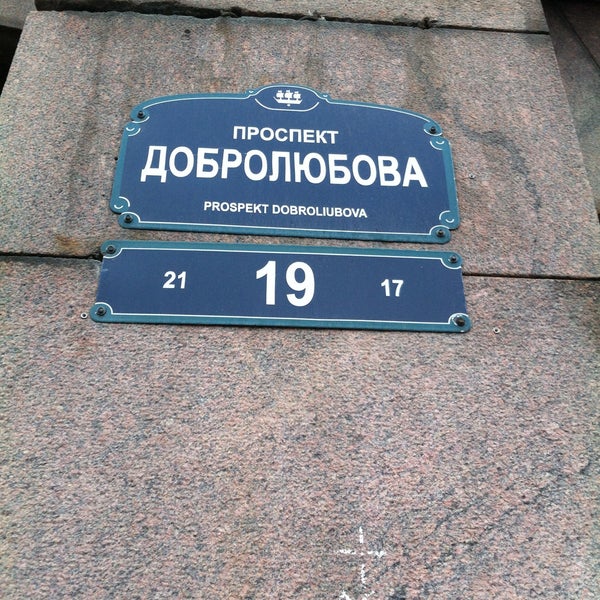 ПРОСПЕКТ
ДОБРОЛЮБОВА
PROSPEKT DOBROLIUBOVA
21 19 17